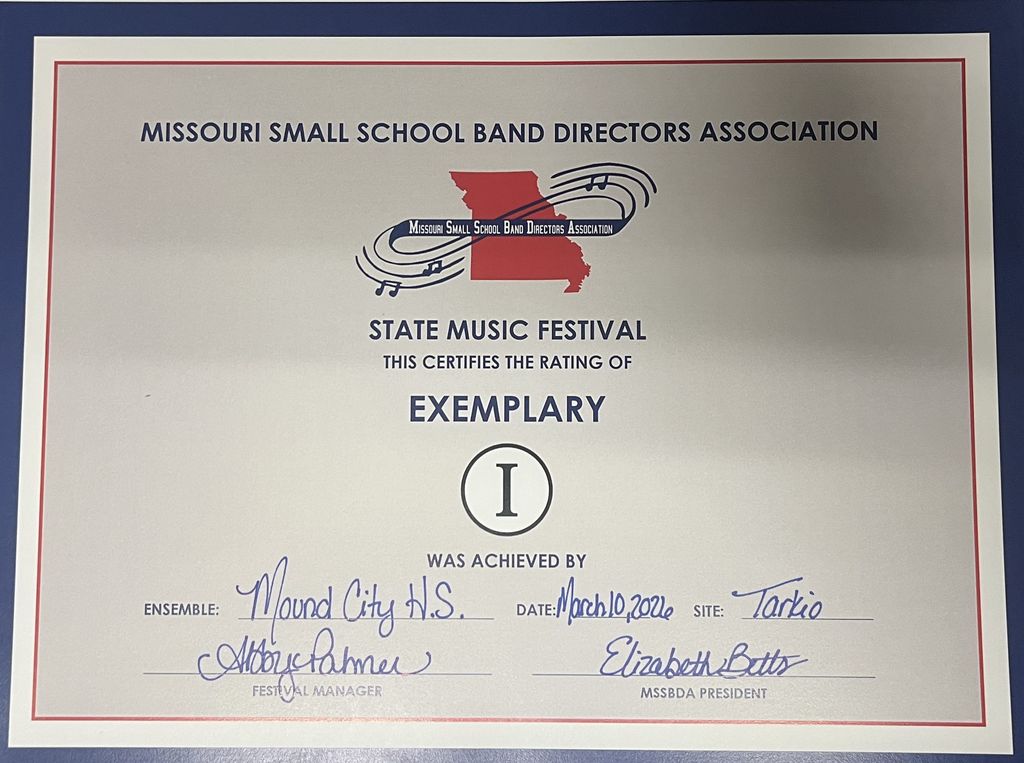 MISSOURI SMALL SCHOOL BAND DIRECTORS ASSOCIATION
MISSOURI SMALL SCHOOL BAND DIRECTORS ASSOCIATION
STATE MUSIC FESTIVAL
THIS CERTIFIES THE RATING OF
EXEMPLARY
I
WAS ACHIEVED BY
ENSEMBLE: Mound City H.S. DATE: March 10, 2026 SITE: Tarkio
Abbye Palmer Elizabeth Betts
FESTIVAL MANAGER MSSBDA PRESIDENT